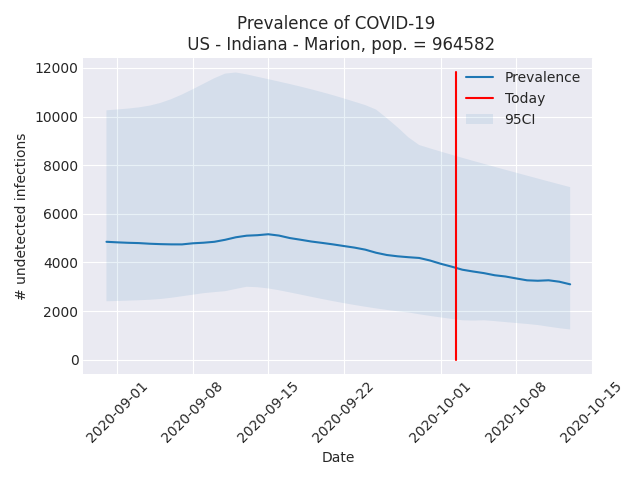 Prevalence of COVID-19
US - Indiana - Marion, pop. = 964582
# undetected infections
12000
10000
8000
6000
4000
2000
0
Prevalence
Today
95CI
2020-09-01
2020-09-08
2020-09-15
2020-09-22
2020-10-01
2020-10-08
2020-10-15
Date